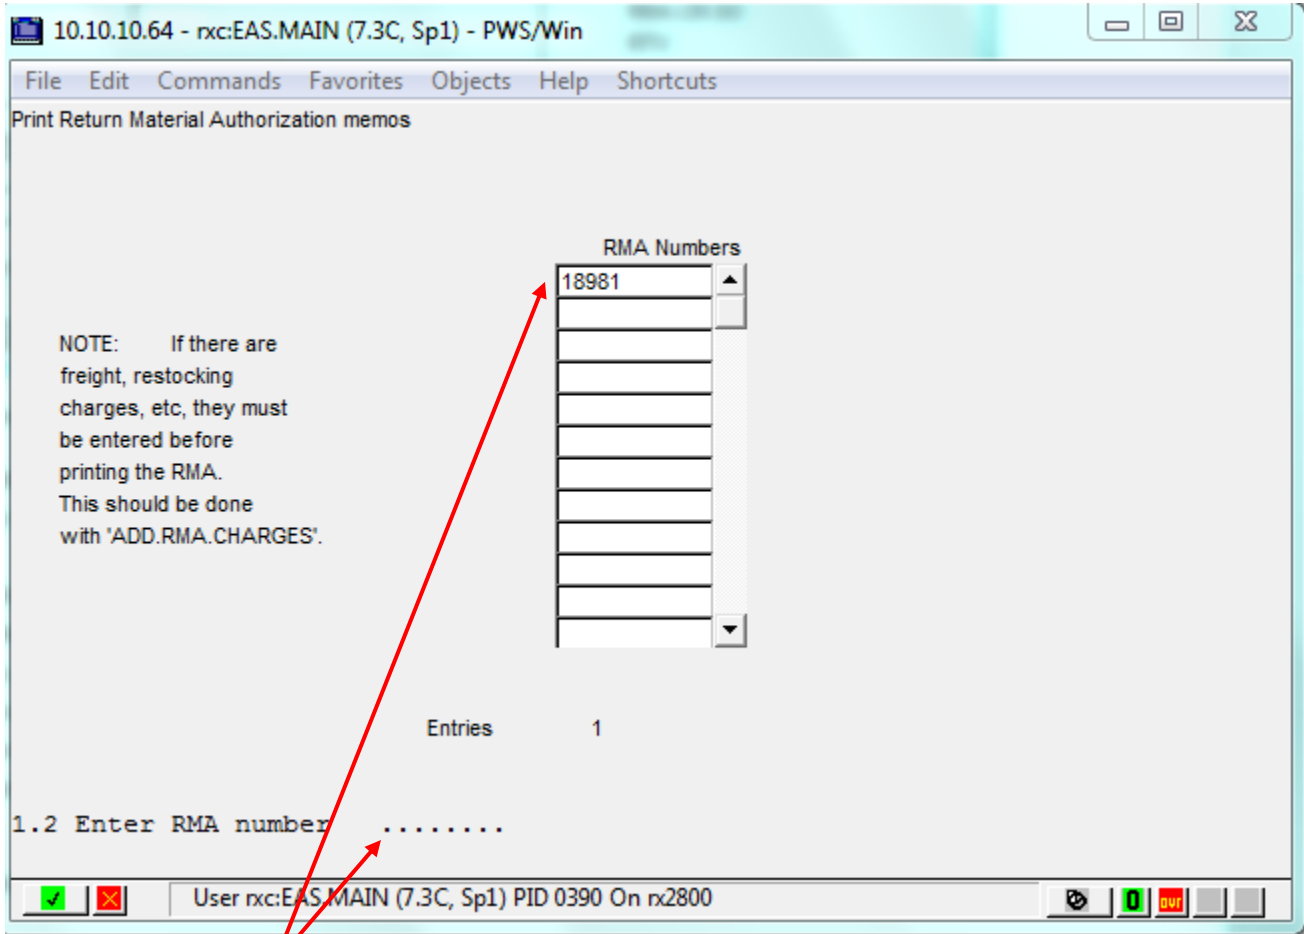 10.10.10.64 - rxc:EAS.MAIN (7.3C, Sp1) - PWS/Win
File Edit Commands Favorites Objects Help Shortcuts
Print Return Material Authorization memos
RMA Numbers
18981
NOTE: If there are
freight, restocking
charges, etc, they must
be entered before
printing the RMA.
This should be done
with 'ADD.RMA.CHARGES'.
Entries 1
1.2 Enter RMA number ........
User rxc:EAS.MAIN (7.3C, Sp1) PID 0390 On rx2800
0 ovr